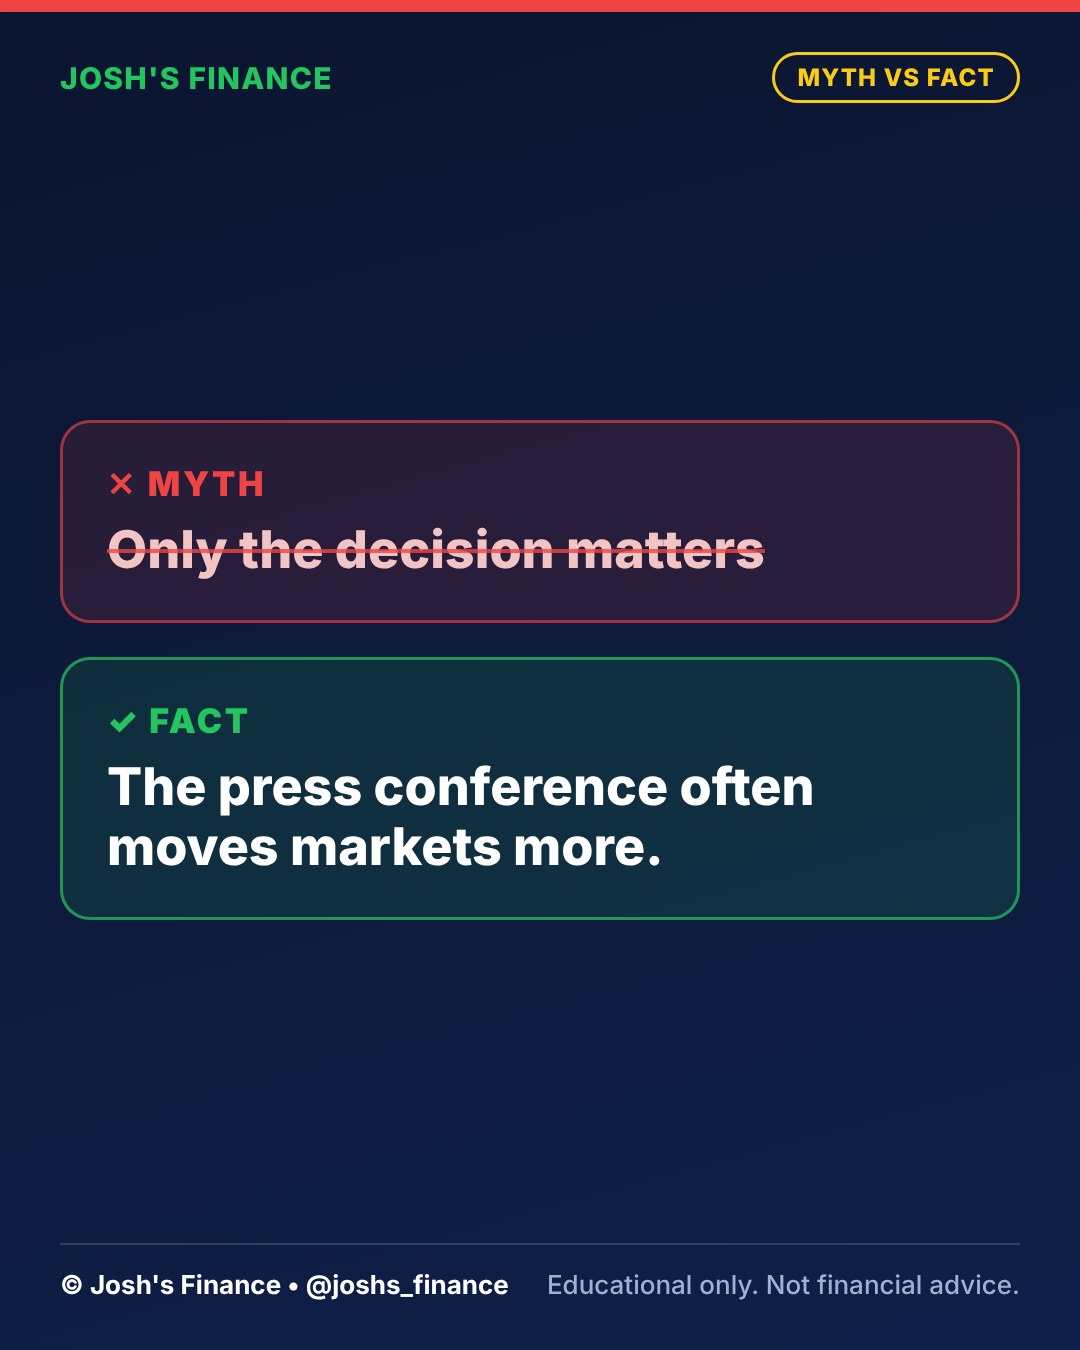 JOSH'S FINANCE
MYTH VS FACT
✕ MYTH
Only the decision matters
✓ FACT
The press conference often
moves markets more.
© Josh's Finance • @joshs_finance
Educational only. Not financial advice.